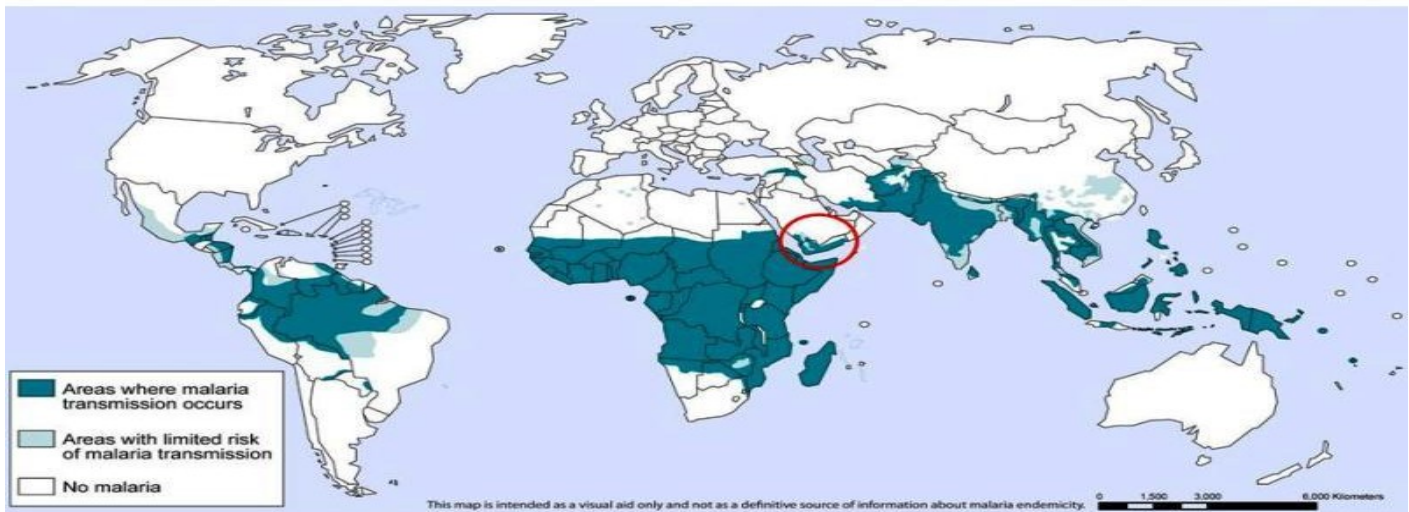 Areas where malaria
transmission occurs
Areas with limited risk
of malaria transmission
No malaria
This map is intended as a visual aid only and not as a definitive source of information about malaria endemicity.
0 1,500 3,000 6,000 Kilometers